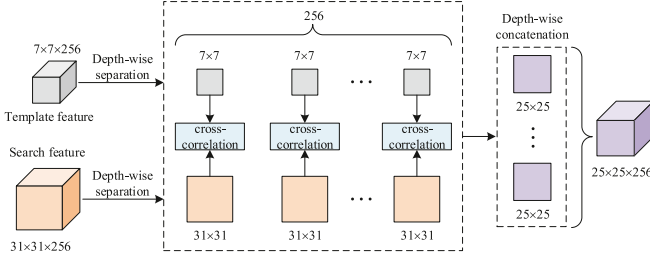 256
Depth-wise
concatenation
7×7×256
Depth-wise
separation
7×7
7×7
7×7
Template feature
25×25
cross-
correlation
cross-
correlation
cross-
correlation
Search feature
Depth-wise
separation
25×25×256
25×25
31×31×256
31×31
31×31
31×31